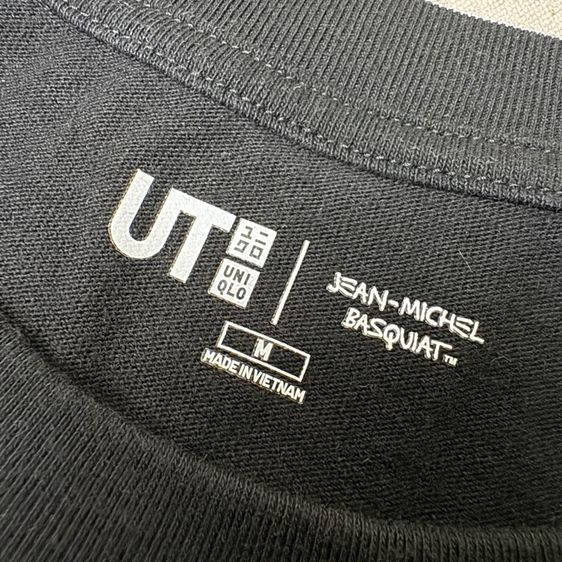 UT
ユニ
クロ
UNI
QLO
JEAN-MICHEL
BASQUIAT™
M
MADE IN VIETNAM